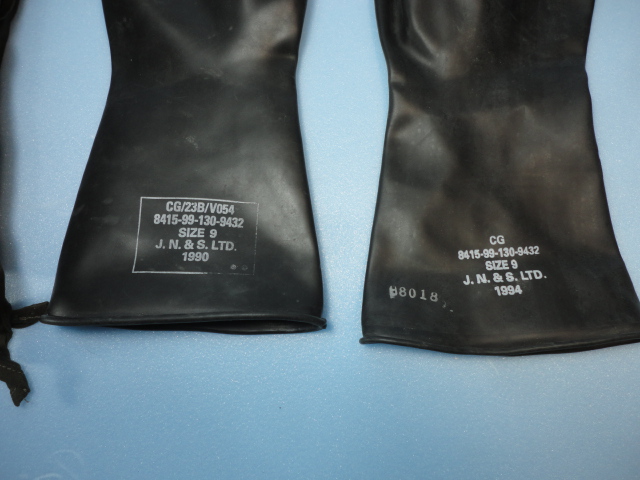 CG/23B/V054
8415-99-130-9432
SIZE 9
J. N. & S. LTD.
1990
CG
8415-99-130-9432
SIZE 9
J. N. & S. LTD.
1994